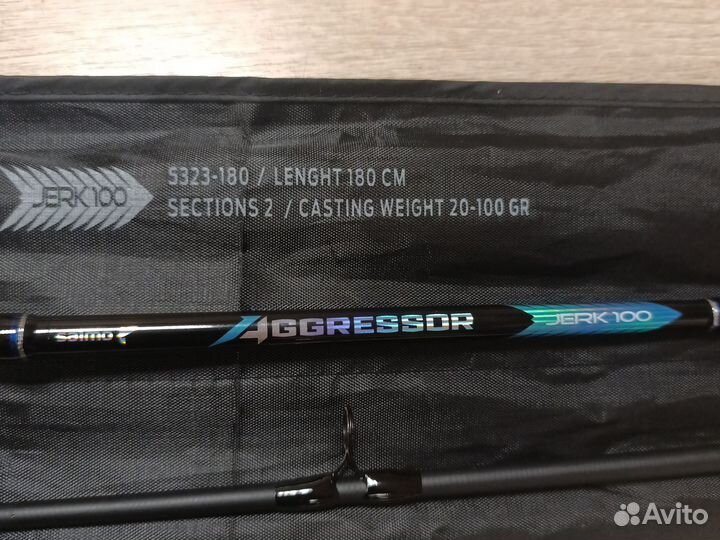 JERK 100
S323-180 / LENGHT 180 CM
SECTIONS 2 / CASTING WEIGHT 20-100 GR
salmo
AGGRESSOR
JERK 100
Avito